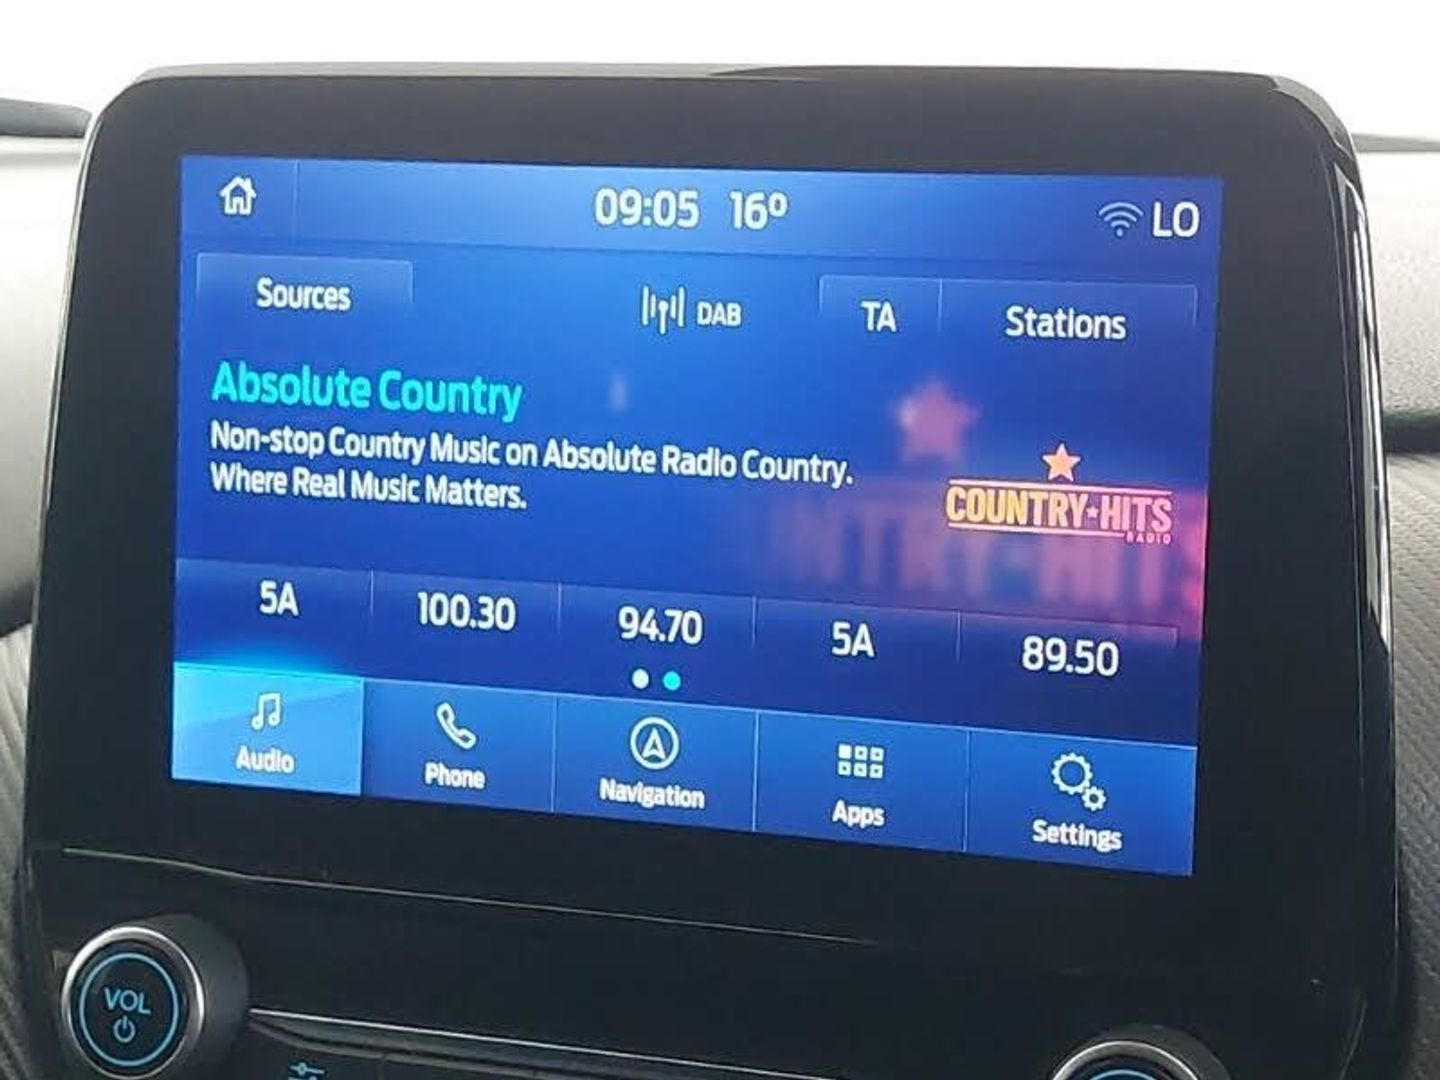 09:05 16º LO
Sources DAB TA Stations
Absolute Country
Non-stop Country Music on Absolute Radio Country.
Where Real Music Matters.
COUNTRY★HITS
RADIO
5A 100.30 94.70 5A 89.50
Audio Phone Navigation Apps Settings
VOL